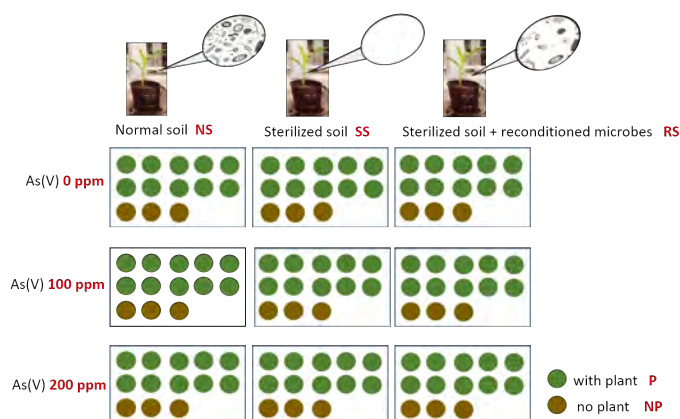 Normal soil NS
Sterilized soil SS
Sterilized soil + reconditioned microbes RS
As(V) 0 ppm
As(V) 100 ppm
As(V) 200 ppm
with plant P
no plant NP